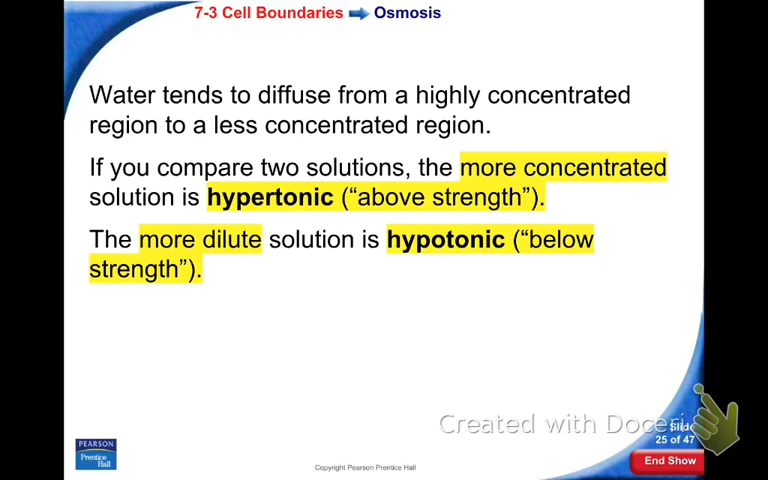 7-3 Cell Boundaries Osmosis
Water tends to diffuse from a highly concentrated
region to a less concentrated region.
If you compare two solutions, the more concentrated
solution is hypertonic (“above strength”).
The more dilute solution is hypotonic (“below
strength”).
Created with Doceri
Slide
25 of 47
End Show
PEARSON
Prentice
Hall
Copyright Pearson Prentice Hall